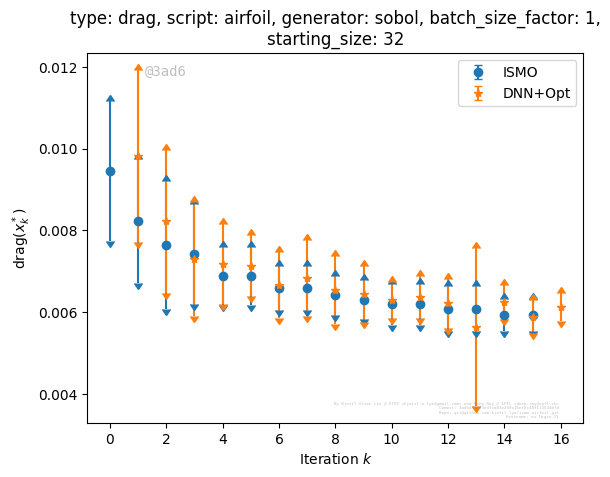 type: drag, script: airfoil, generator: sobol, batch_size_factor: 1,
starting_size: 32
@3ad6
ISMO
DNN+Opt
0.012
0.010
0.008
0.006
0.004
drag(x*k)
0 2 4 6 8 10 12 14 16
Iteration k